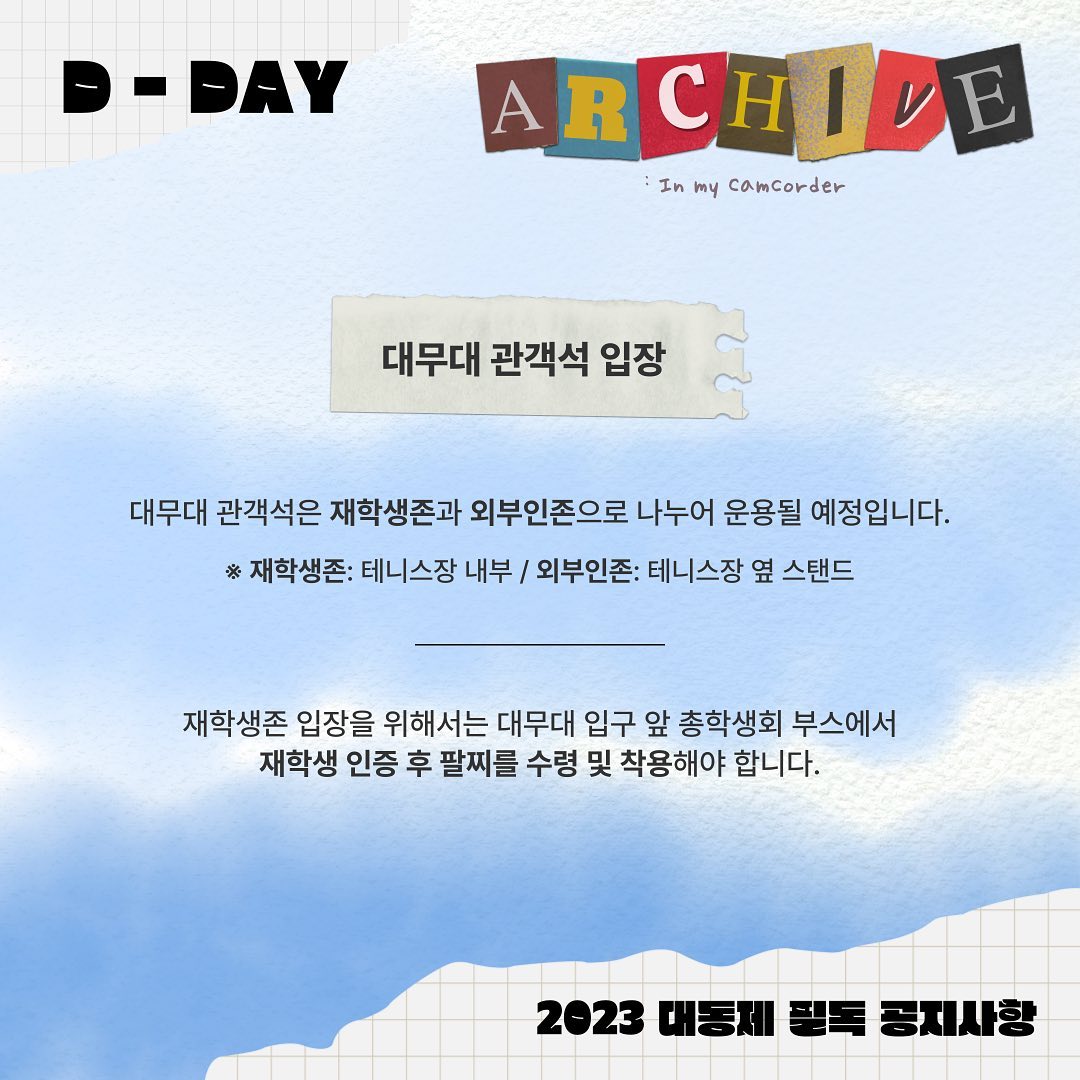 D - DAY
ARCHIVE
: In my Camcorder
대무대 관객석 입장
대무대 관객석은 재학생존과 외부인존으로 나누어 운용될 예정입니다.
※ 재학생존: 테니스장 내부 / 외부인존: 테니스장 옆 스탠드
재학생존 입장을 위해서는 대무대 입구 앞 총학생회 부스에서
재학생 인증 후 팔찌를 수령 및 착용해야 합니다.
2023 대동제 필독 공지사항